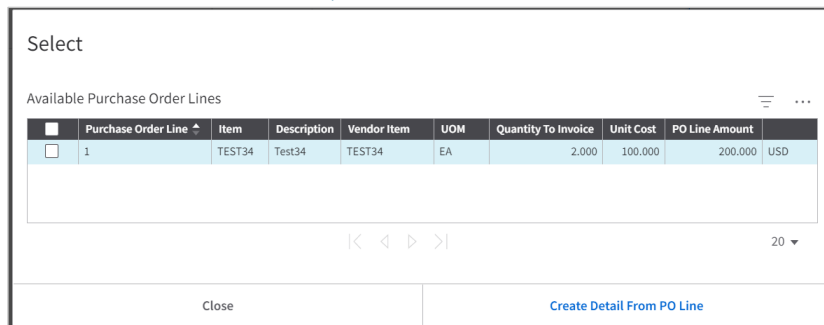 Select
Available Purchase Order Lines
Purchase Order Line Item Description Vendor Item UOM Quantity To Invoice Unit Cost PO Line Amount
1 TEST34 Test34 TEST34 EA 2.000 100.000 200.000 USD
20
Close Create Detail From PO Line